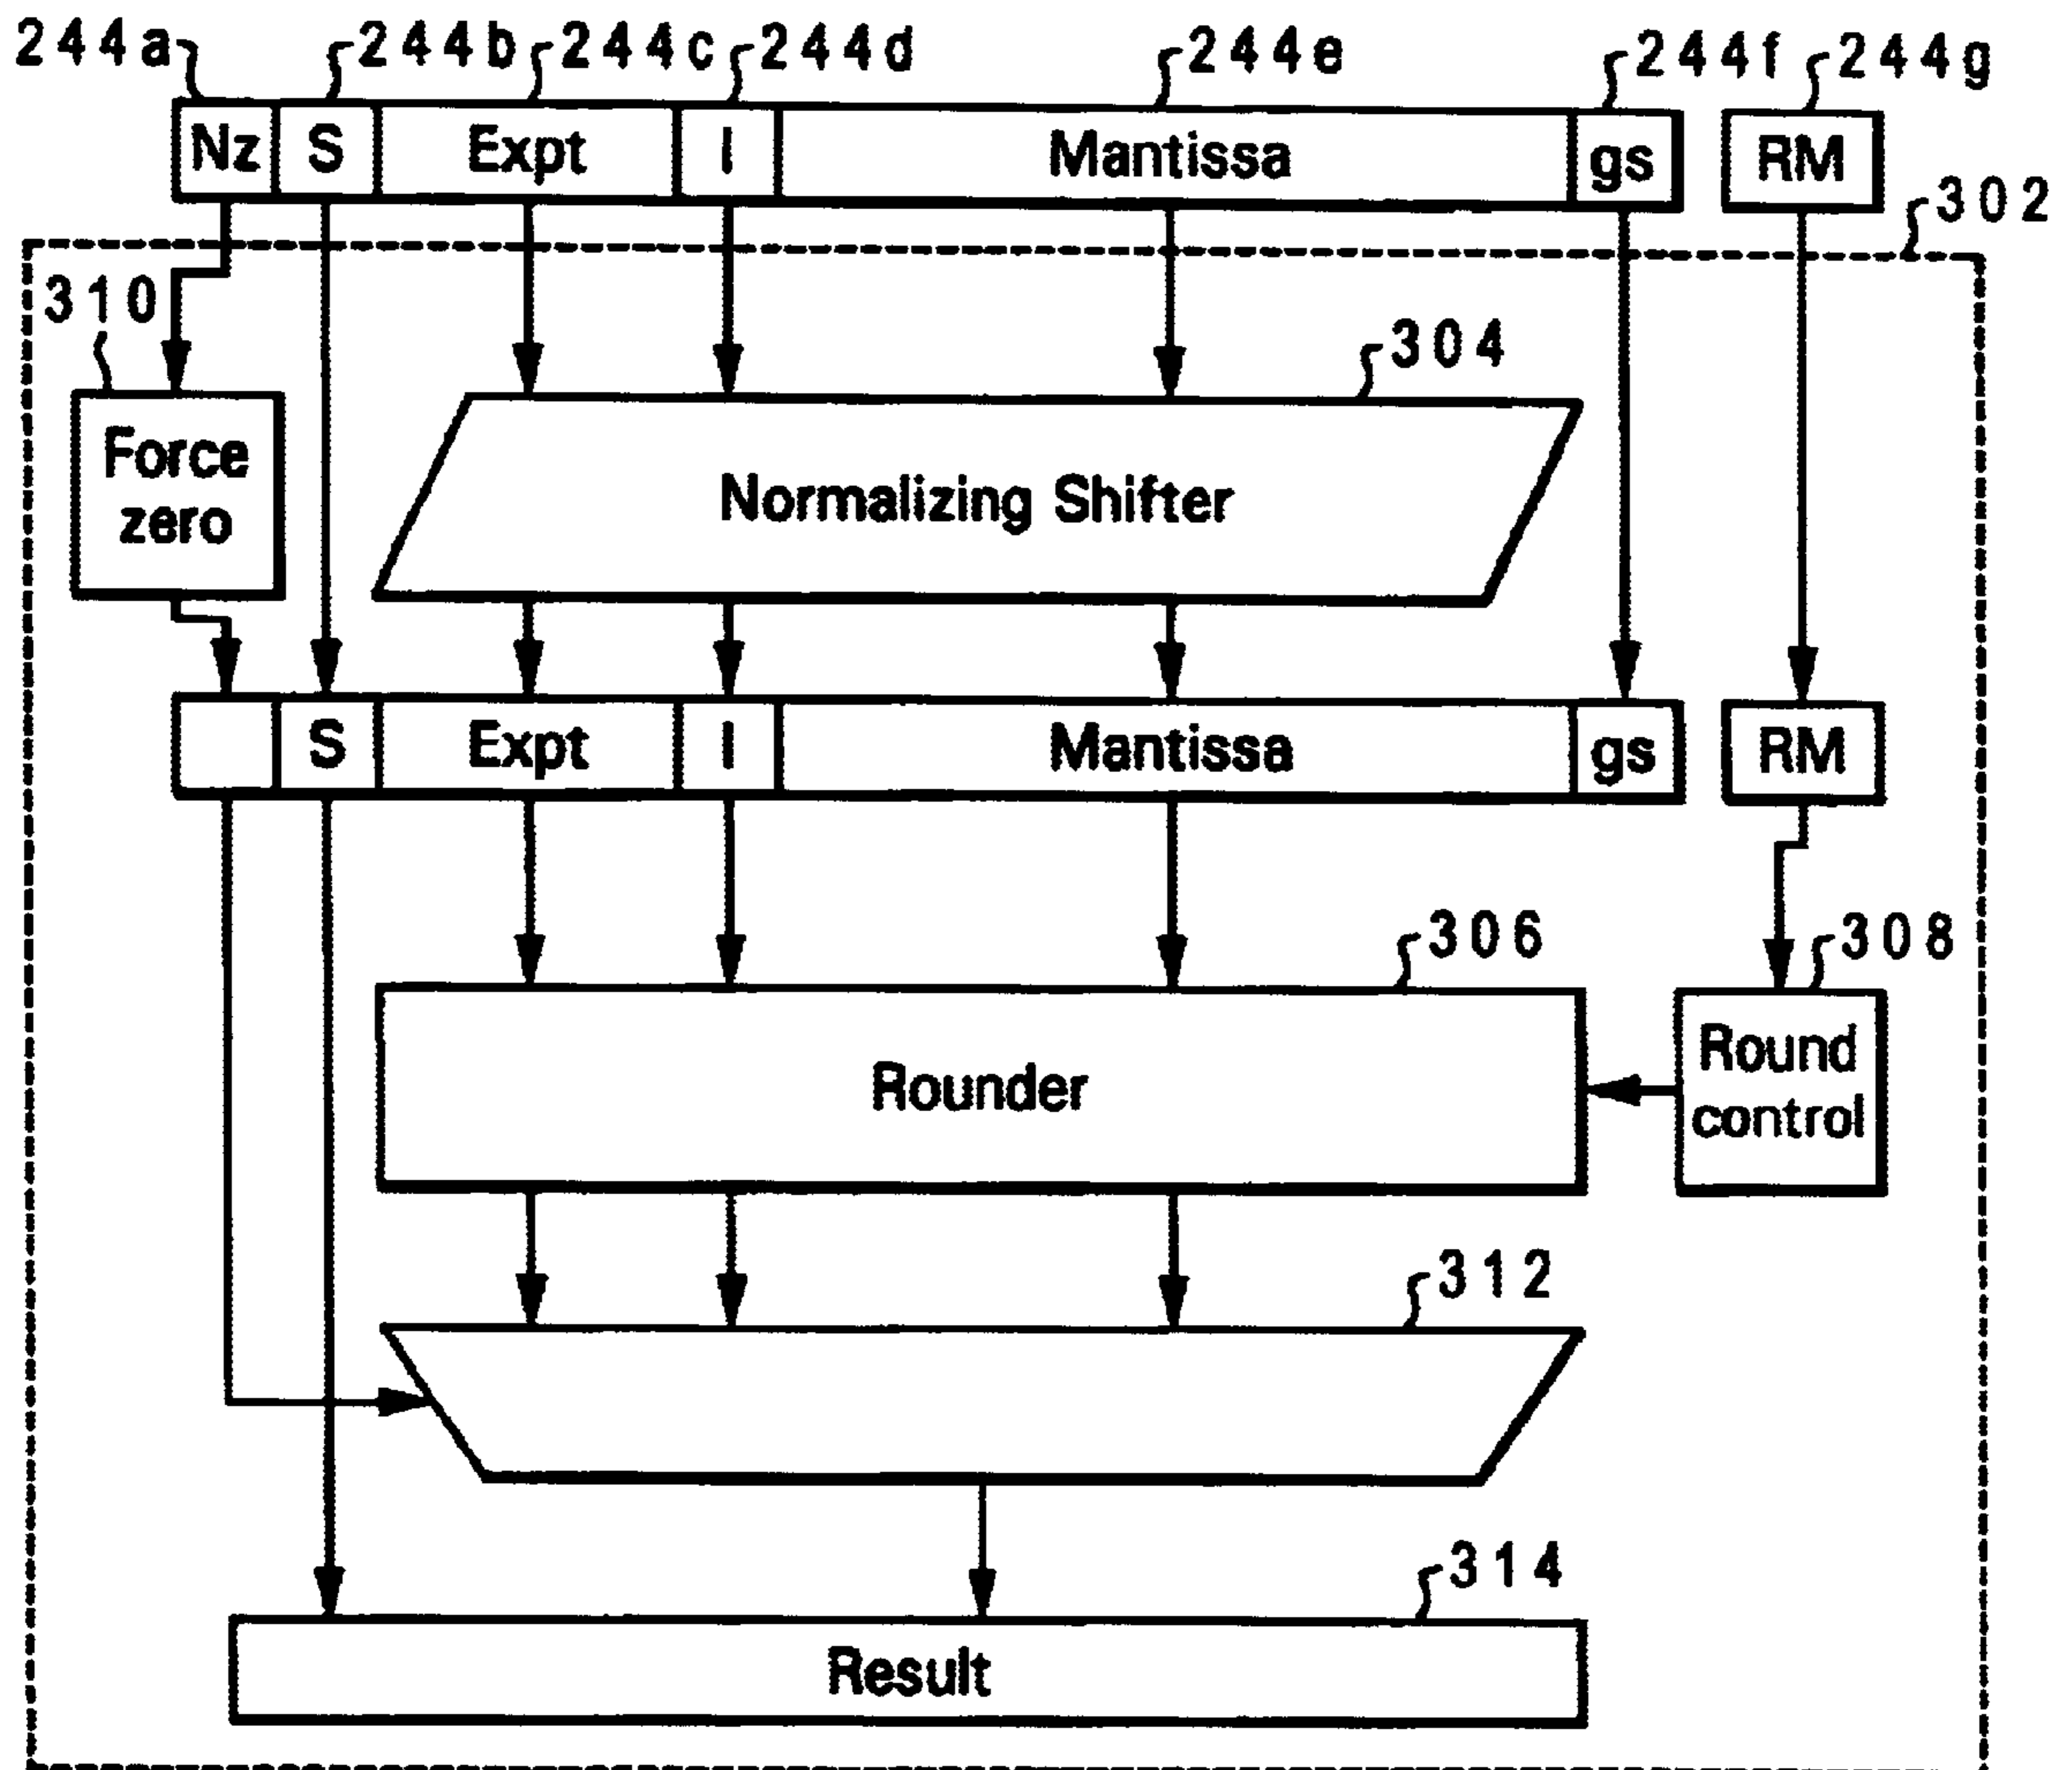 244a 244b 244c 244d 244e 244f 244g
Nz S Expt I Mantissa gs RM
302
310
304
Force
zero
Normalizing Shifter
S Expt I Mantissa gs RM
306
308
Rounder
Round
control
312
314
Result